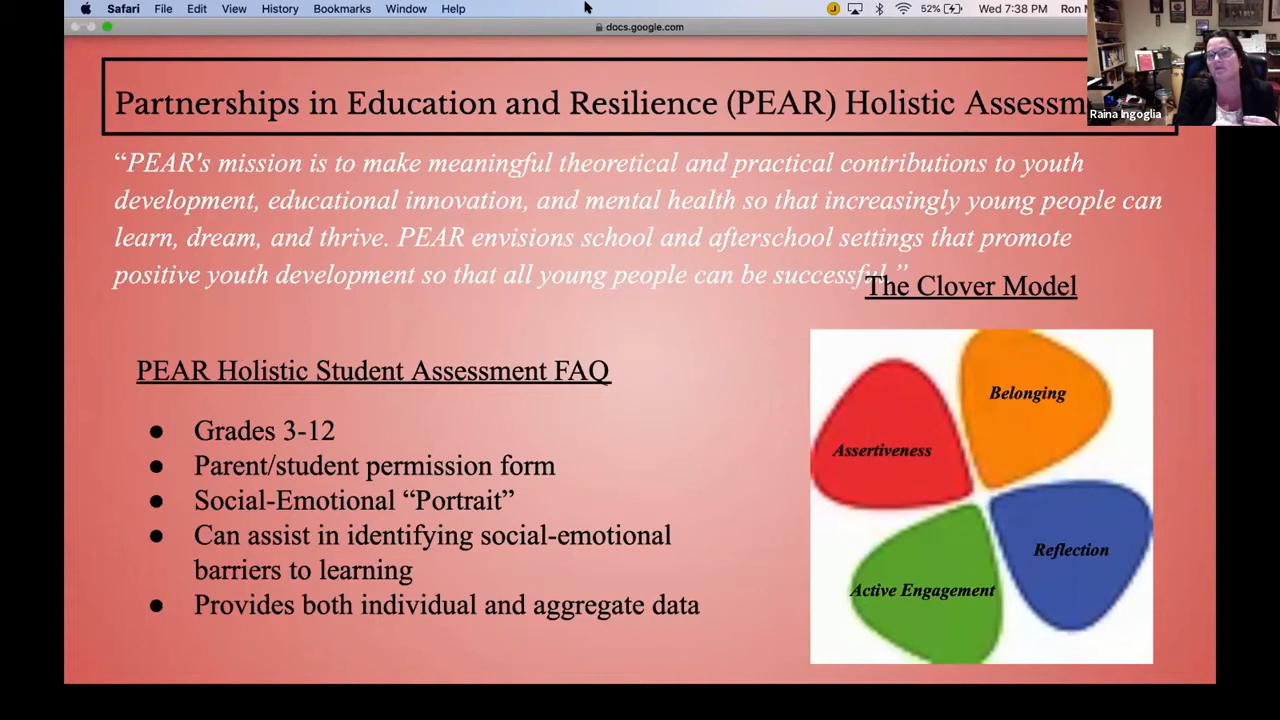 Safari File Edit View History Bookmarks Window Help 52% Wed 7:38 PM Ron
docs.google.com
Raina Ingoglia
Partnerships in Education and Resilience (PEAR) Holistic Assessm
“PEAR's mission is to make meaningful theoretical and practical contributions to youth
development, educational innovation, and mental health so that increasingly young people can
learn, dream, and thrive. PEAR envisions school and afterschool settings that promote
positive youth development so that all young people can be successful.”
The Clover Model
PEAR Holistic Student Assessment FAQ
● Grades 3-12
● Parent/student permission form
● Social-Emotional “Portrait”
● Can assist in identifying social-emotional
barriers to learning
● Provides both individual and aggregate data
Belonging
Assertiveness
Reflection
Active Engagement